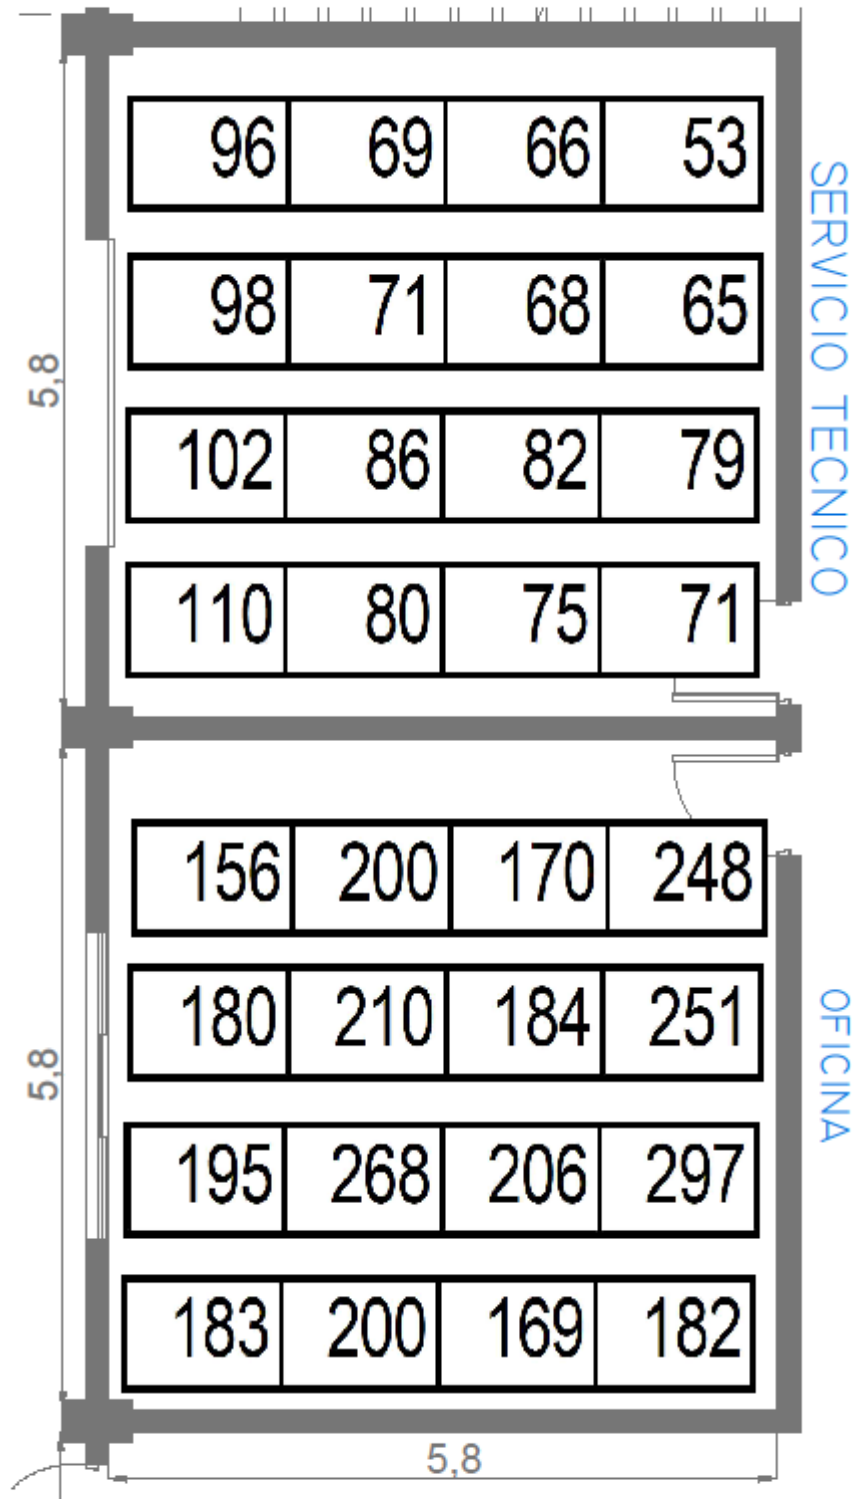 96 69 66 53
98 71 68 65
102 86 82 79
110 80 75 71
SERVICIO TECNICO
5,8
156 200 170 248
180 210 184 251
195 268 206 297
183 200 169 182
OFICINA
5,8
5,8